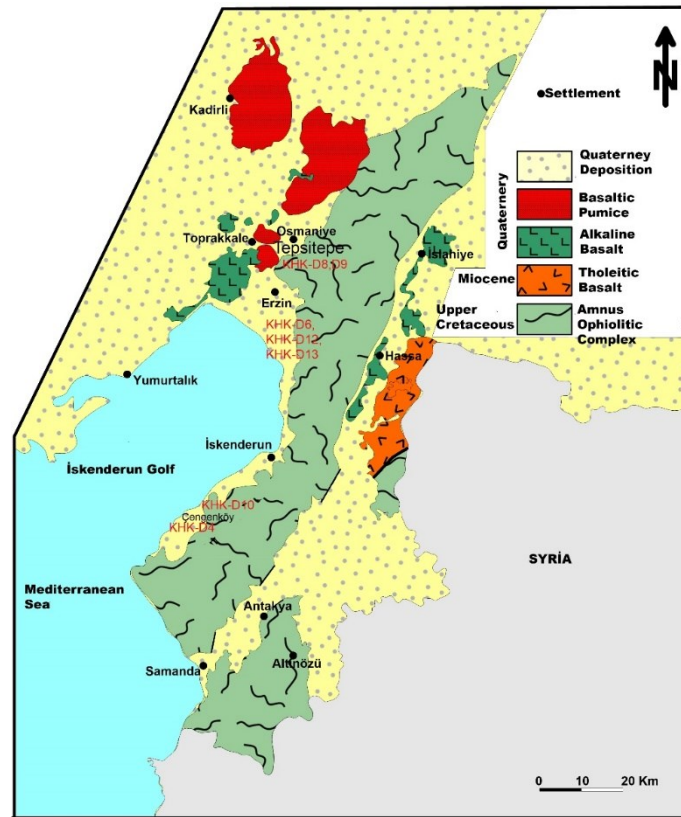 N
Settlement
Kadirli
Quaternery
Quaterney
Deposition
Basaltic
Pumice
Alkaline
Basalt
Miocene
Tholeitic
Basalt
Upper
Cretaceous
Amnus
Ophiolitic
Complex
Osmaniye
Toprakkale
Tepsitepe
KHK-D8,D9
İslahiye
Erzin
KHK-D6,
KHK-D12,
KHK-D13
Hassa
Yumurtalık
İskenderun
İskenderun Golf
KHK-D10
KHK-D4
SYRİA
Mediterranean
Sea
Antakya
Altınözü
Samanda
0 10 20 Km